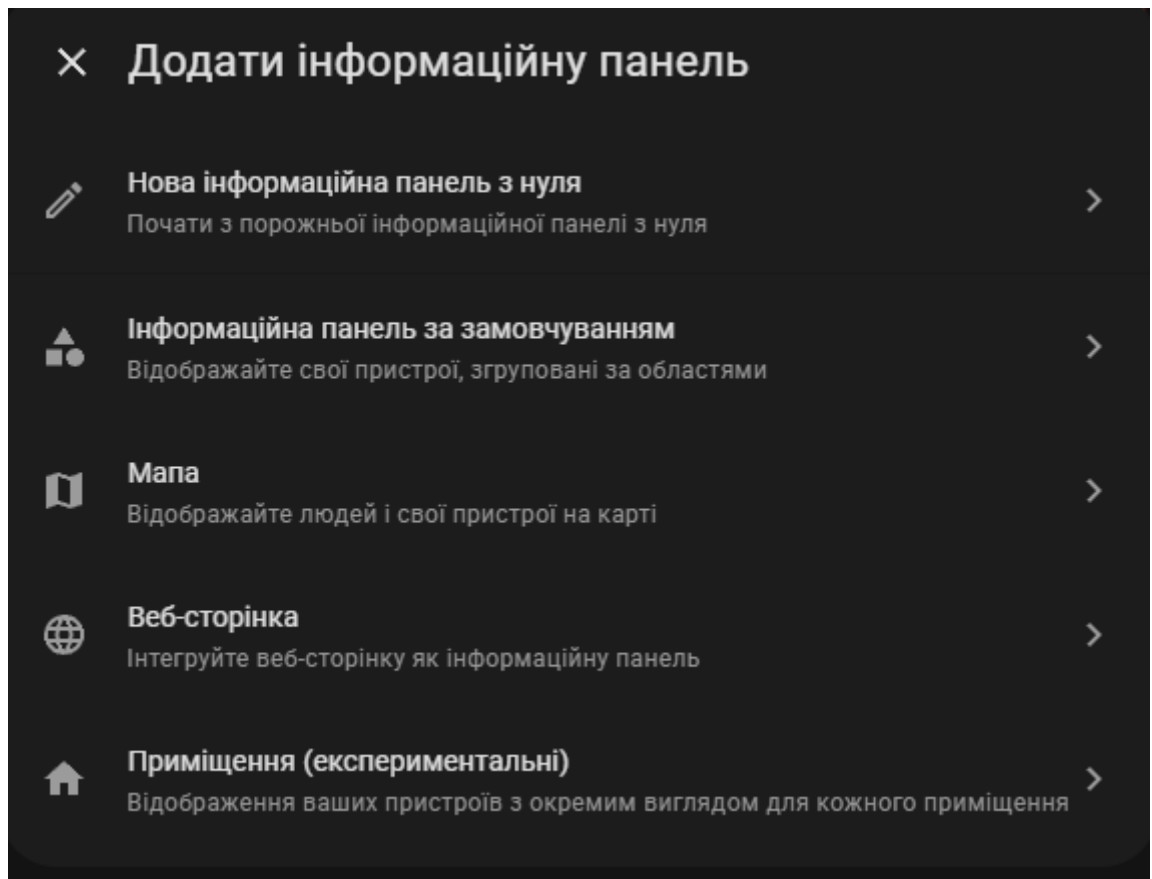 Додати інформаційну панель
Нова інформаційна панель з нуля
Почати з порожньої інформаційної панелі з нуля
Інформаційна панель за замовчуванням
Відображайте свої пристрої, згруповані за областями
Мапа
Відображайте людей і свої пристрої на карті
Веб-сторінка
Інтегруйте веб-сторінку як інформаційну панель
Приміщення (експериментальні)
Відображення ваших пристроїв з окремим виглядом для кожного приміщення